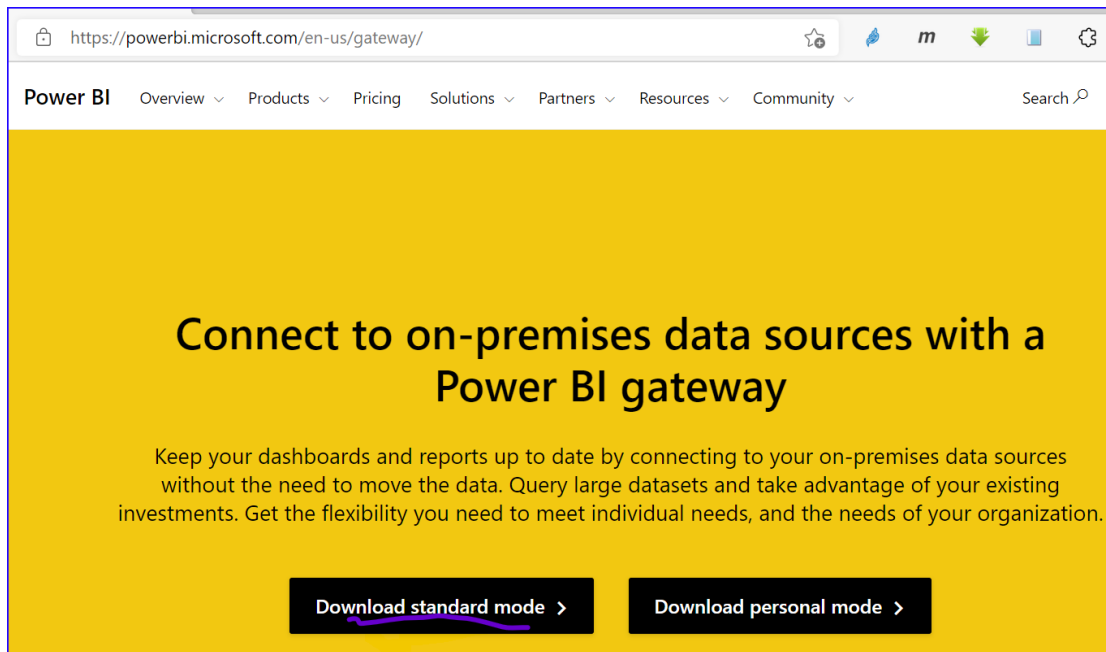 https://powerbi.microsoft.com/en-us/gateway/
m
Power BI Overview Products Pricing Solutions Partners Resources Community Search
Connect to on-premises data sources with a
Power BI gateway
Keep your dashboards and reports up to date by connecting to your on-premises data sources
without the need to move the data. Query large datasets and take advantage of your existing
investments. Get the flexibility you need to meet individual needs, and the needs of your organization.
Download standard mode Download personal mode